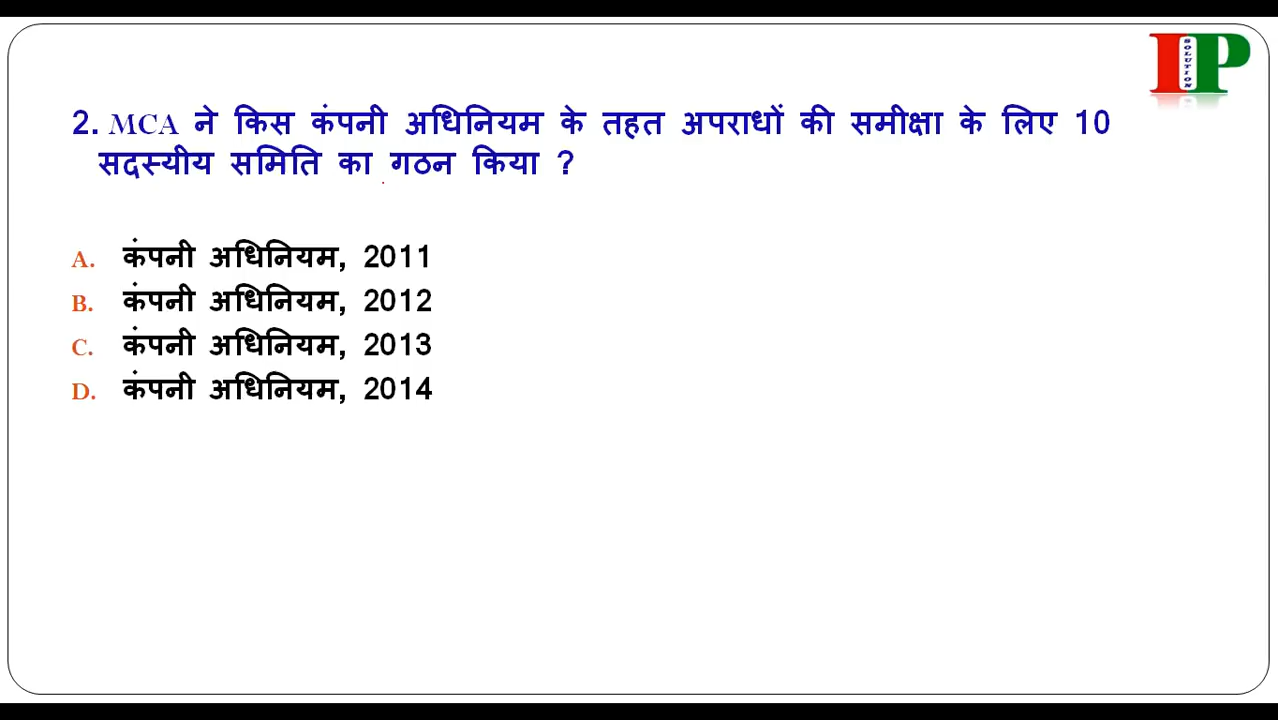 IP
SOLUTION
2. MCA ने किस कंपनी अधिनियम के तहत अपराधों की समीक्षा के लिए 10
सदस्यीय समिति का गठन किया ?
A. कंपनी अधिनियम, 2011
B. कंपनी अधिनियम, 2012
C. कंपनी अधिनियम, 2013
D. कंपनी अधिनियम, 2014